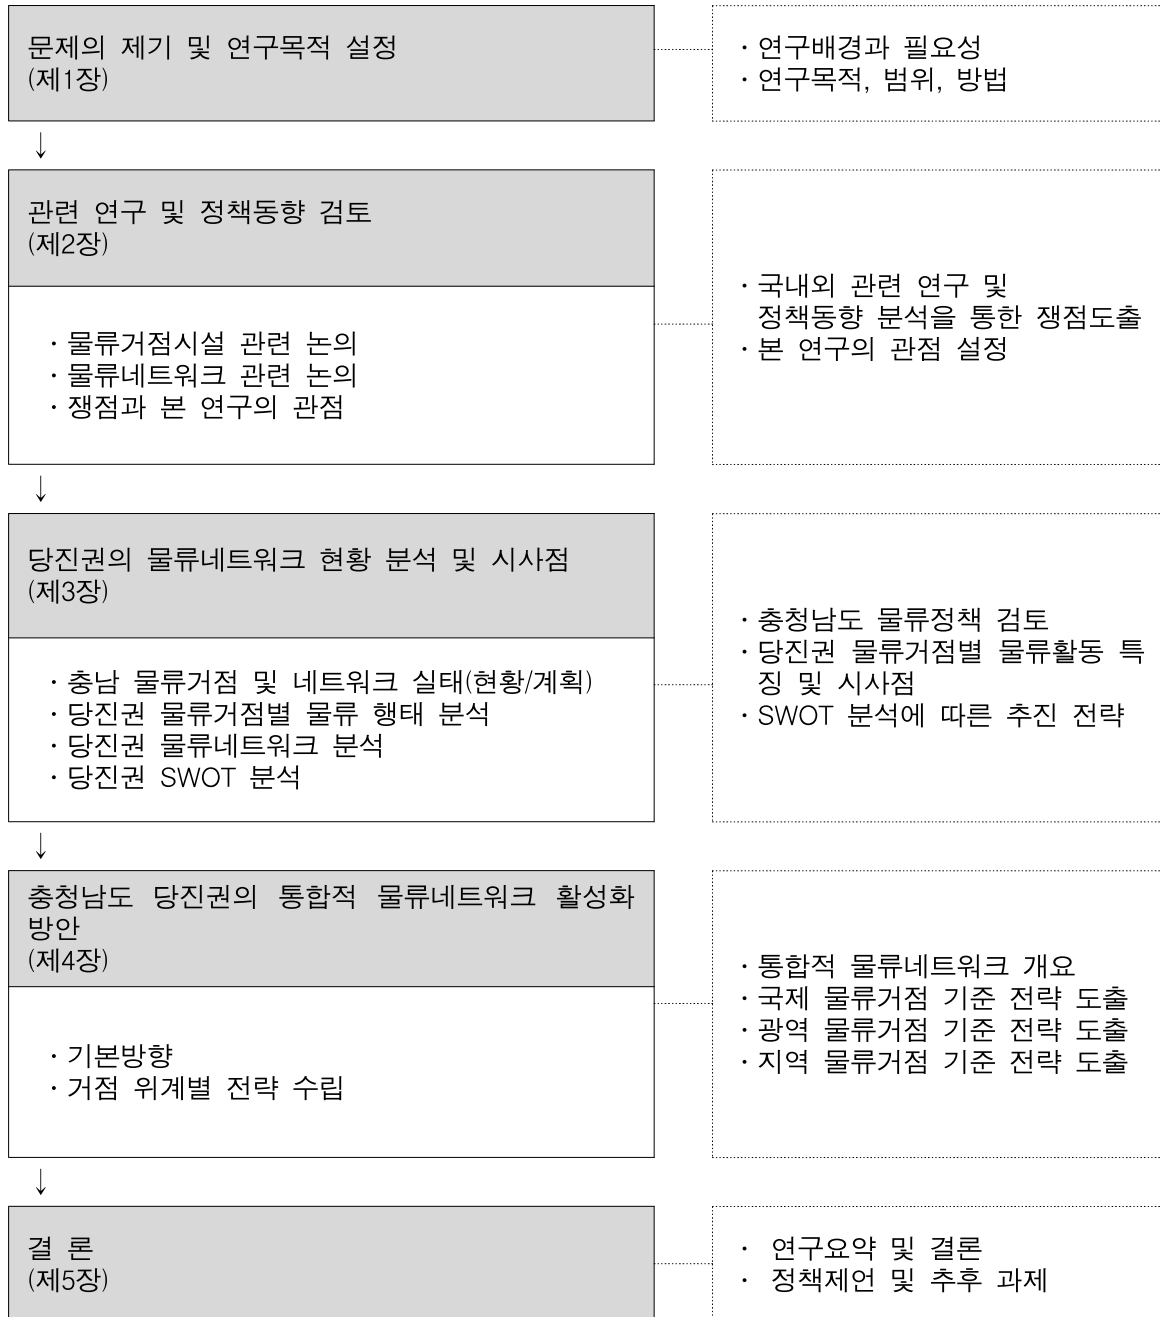 문제의 제기 및 연구목적 설정
(제1장)
· 연구배경과 필요성
· 연구목적, 범위, 방법
↓
관련 연구 및 정책동향 검토
(제2장)
· 물류거점시설 관련 논의
· 물류네트워크 관련 논의
· 쟁점과 본 연구의 관점
· 국내외 관련 연구 및
정책동향 분석을 통한 쟁점도출
· 본 연구의 관점 설정
↓
당진권의 물류네트워크 현황 분석 및 시사점
(제3장)
· 충남 물류거점 및 네트워크 실태(현황/계획)
· 당진권 물류거점별 물류 행태 분석
· 당진권 물류네트워크 분석
· 당진권 SWOT 분석
· 충청남도 물류정책 검토
· 당진권 물류거점별 물류활동 특
징 및 시사점
· SWOT 분석에 따른 추진 전략
↓
충청남도 당진권의 통합적 물류네트워크 활성화
방안
(제4장)
· 기본방향
· 거점 위계별 전략 수립
· 통합적 물류네트워크 개요
· 국제 물류거점 기준 전략 도출
· 광역 물류거점 기준 전략 도출
· 지역 물류거점 기준 전략 도출
↓
결 론
(제5장)
· 연구요약 및 결론
· 정책제언 및 추후 과제